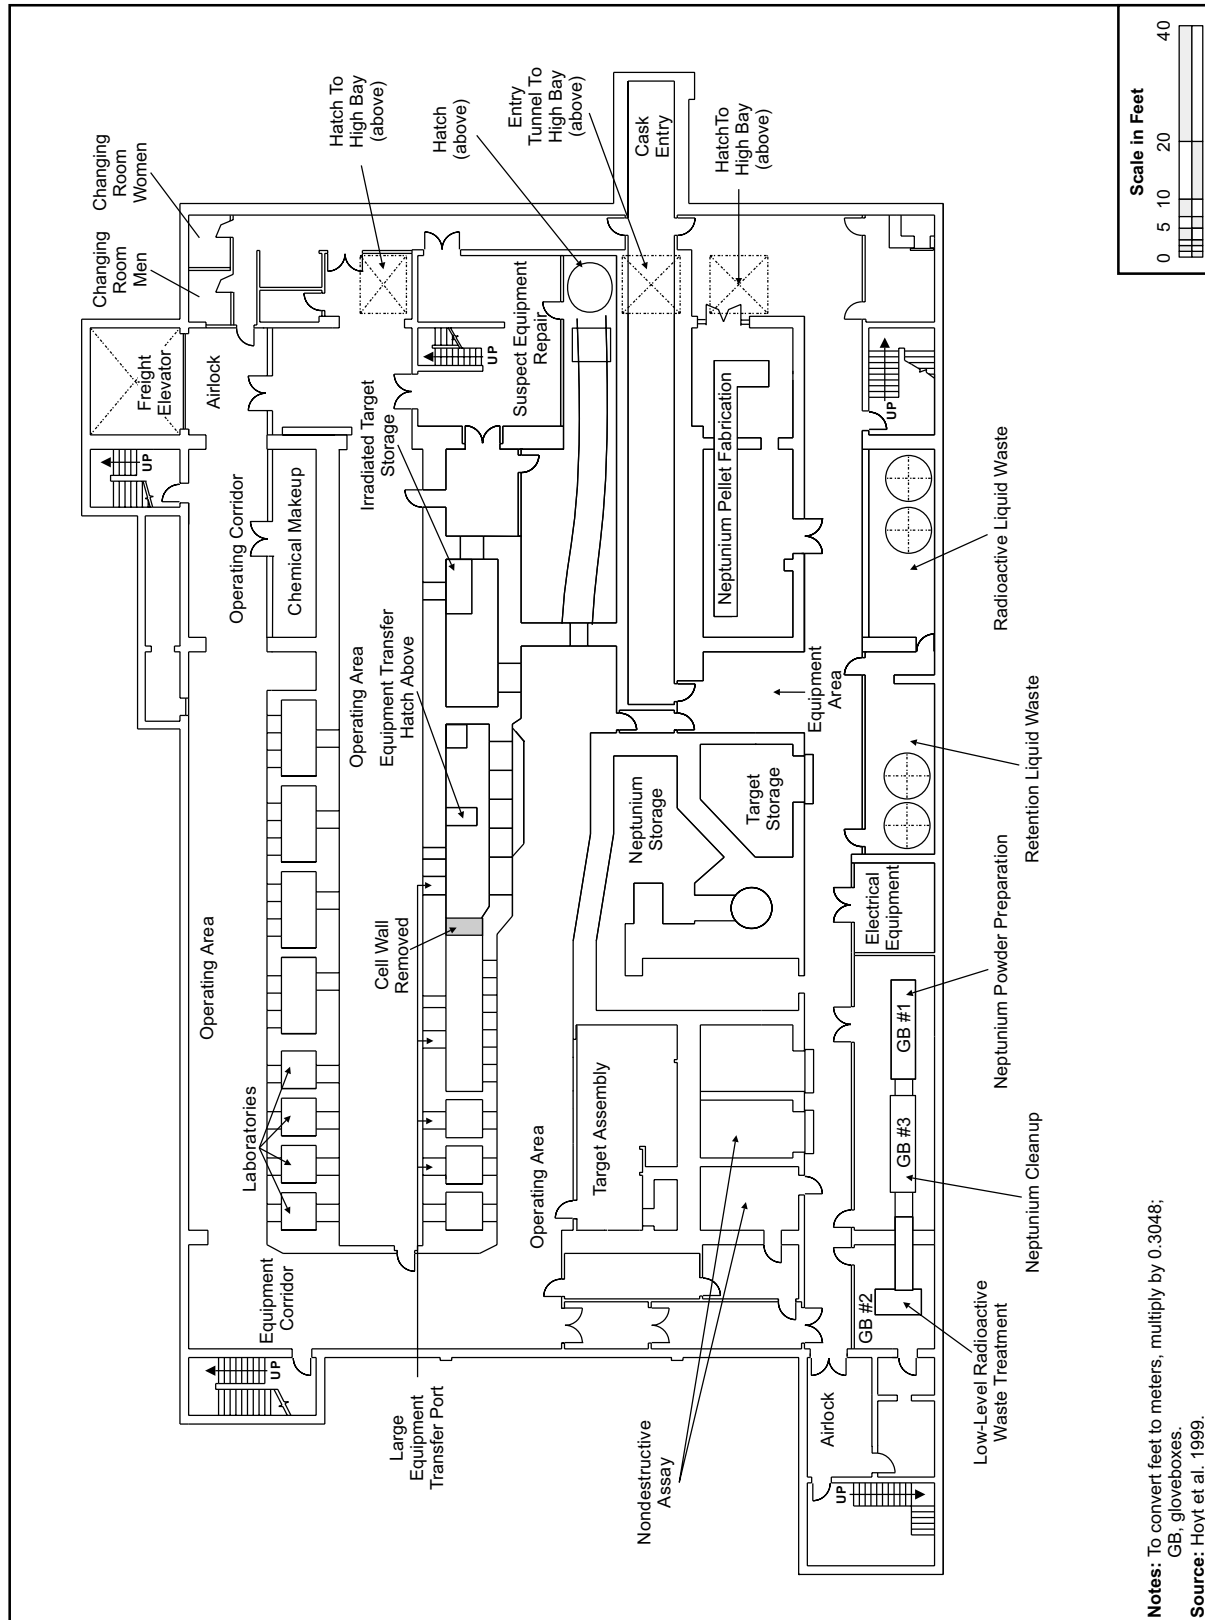 Changing
Room
Women
Changing
Room
Men
Hatch To
High Bay
(above)
Hatch
(above)
Entry
Tunnel To
High Bay
(above)
Cask
Entry
HatchTo
High Bay
(above)
Freight
Elevator
Airlock
UP
Operating Corridor
Chemical Makeup
UP
Suspect Equipment
Repair
Irradiated Target
Storage
Neptunium Pellet Fabrication
UP
Radioactive Liquid Waste
Operating Area
Operating Area
Equipment Transfer
Hatch Above
Equipment
Area
Retention Liquid Waste
Neptunium
Storage
Target
Storage
Cell Wall
Removed
Electrical
Equipment
Neptunium Powder Preparation
GB #1
Laboratories
Target Assembly
Operating Area
GB #3
Neptunium Cleanup
Equipment
Corridor
UP
Large
Equipment
Transfer Port
Nondestructive
Assay
GB #2
Airlock
UP
Low-Level Radioactive
Waste Treatment
Scale in Feet
0 5 10 20 40
Notes: To convert feet to meters, multiply by 0.3048;
GB, gloveboxes.
Source: Hoyt et al. 1999.